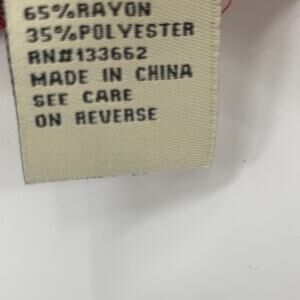 65%RAYON
35%POLYESTER
RN#133662
MADE IN CHINA
SEE CARE
ON REVERSE